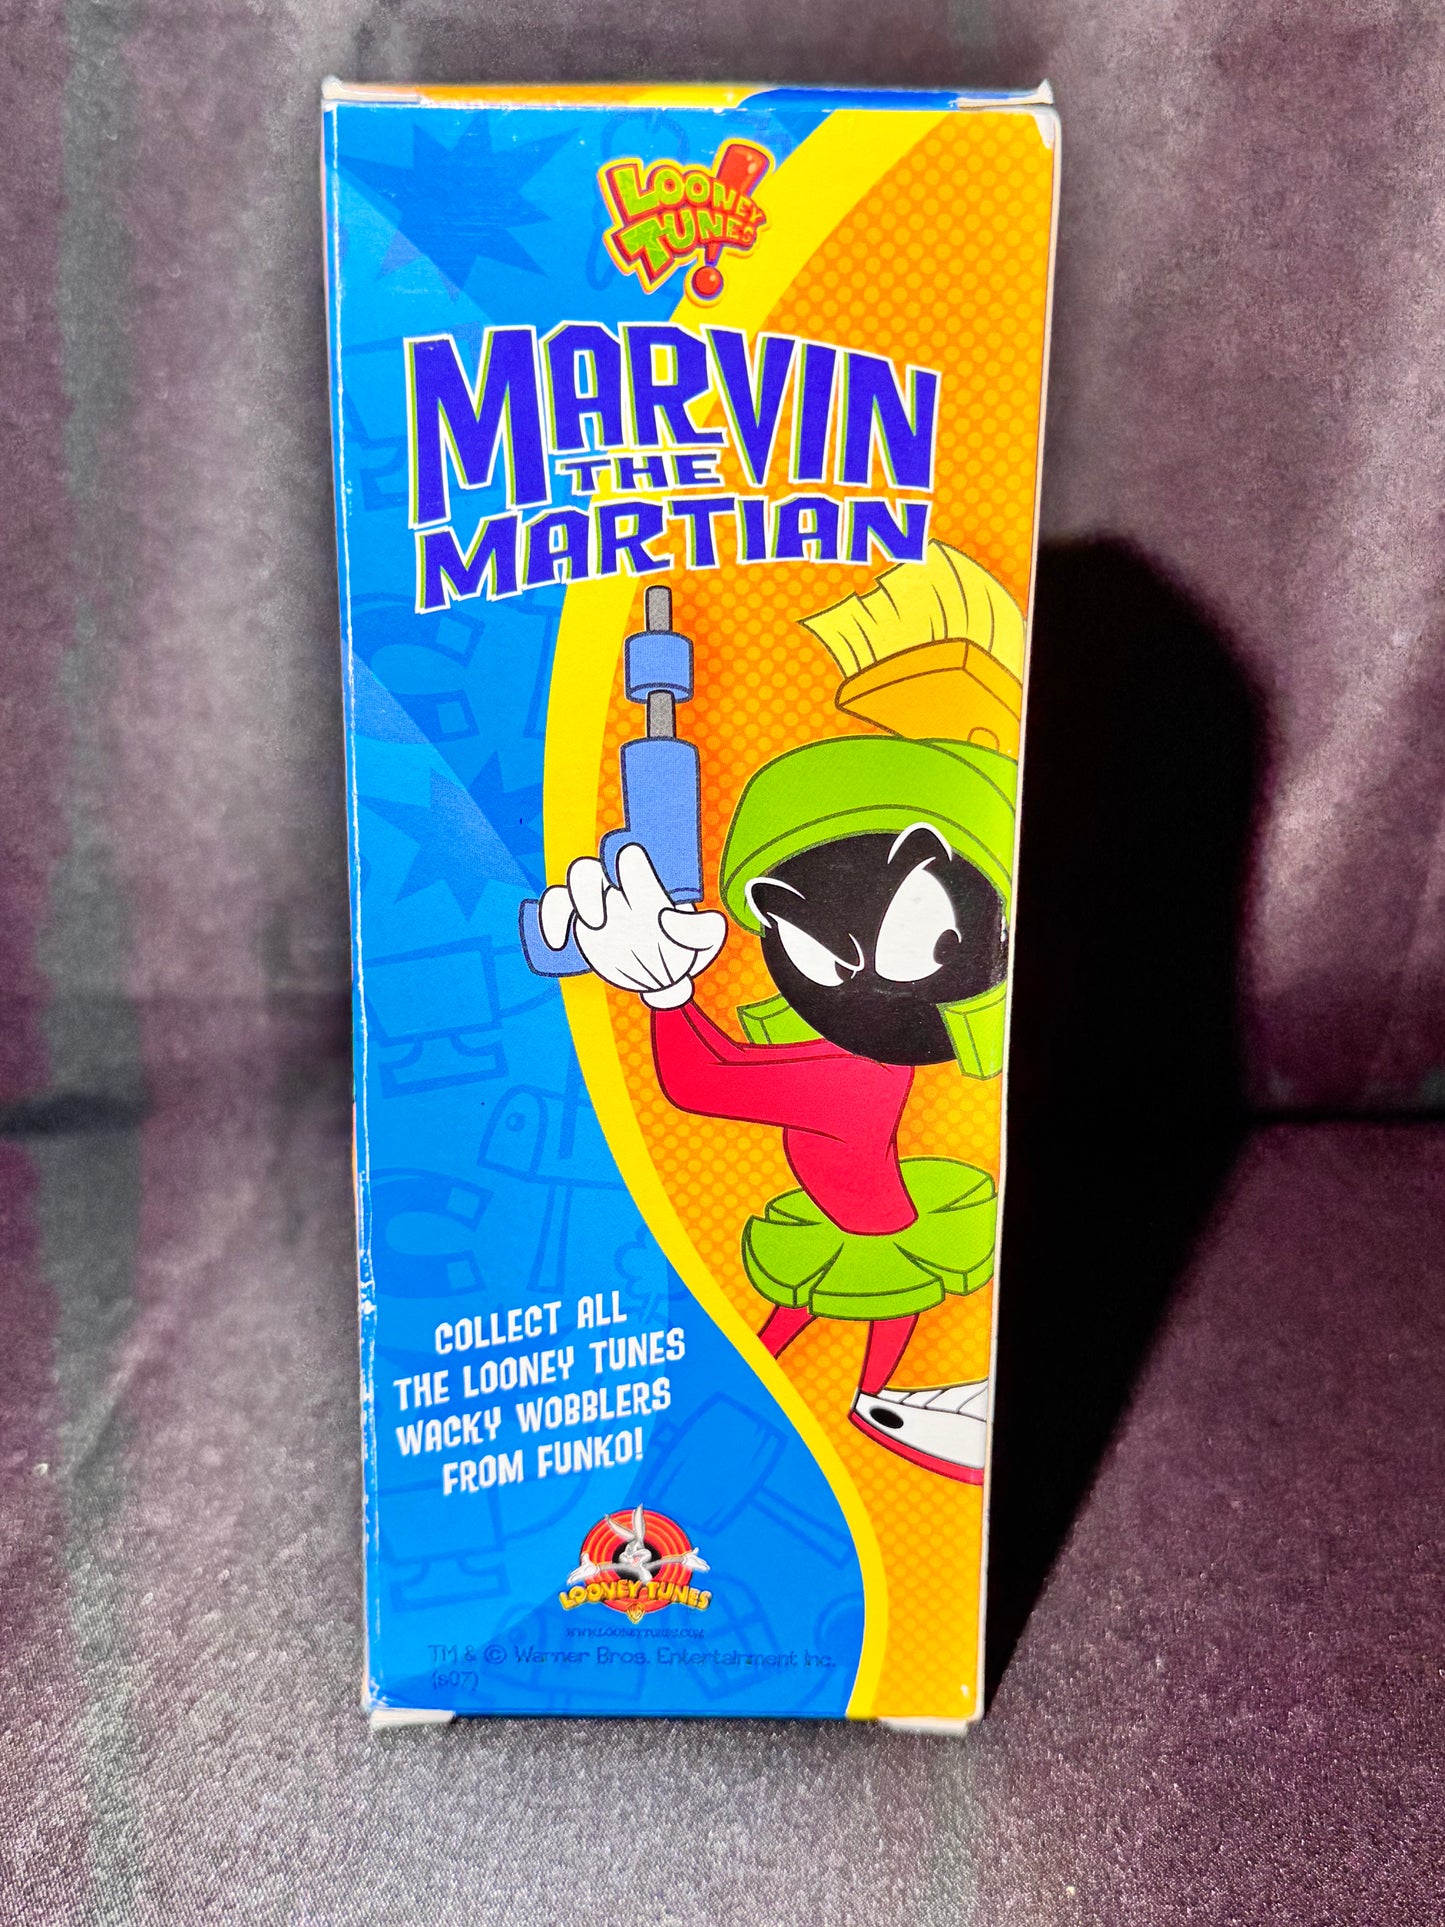 LOONEY
TUNES
MARVIN
THE
MARTIAN
COLLECT ALL
THE LOONEY TUNES
WACKY WOBBLERS
FROM FUNKO!
LOONEY TUNES
WWW.LOONEYTUNES.COM
TM & © Warner Bros. Entertainment Inc.
(s07)